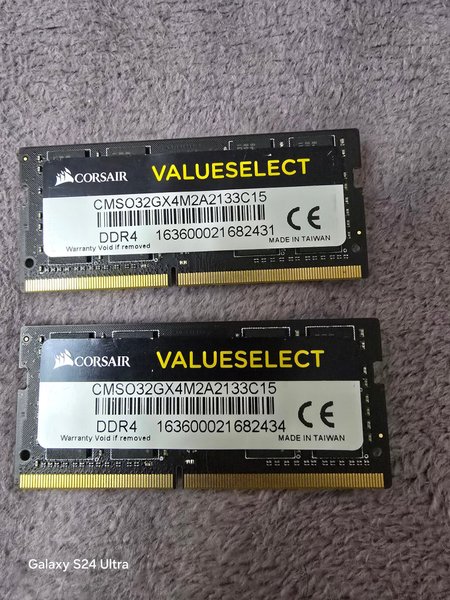 CORSAIR VALUESELECT
CMSO32GX4M2A2133C15
DDR4 163600021682431
Warranty Void if removed MADE IN TAIWAN
CE
CORSAIR VALUESELECT
CMSO32GX4M2A2133C15
DDR4 163600021682434
Warranty Void if removed MADE IN TAIWAN
CE
Galaxy S24 Ultra